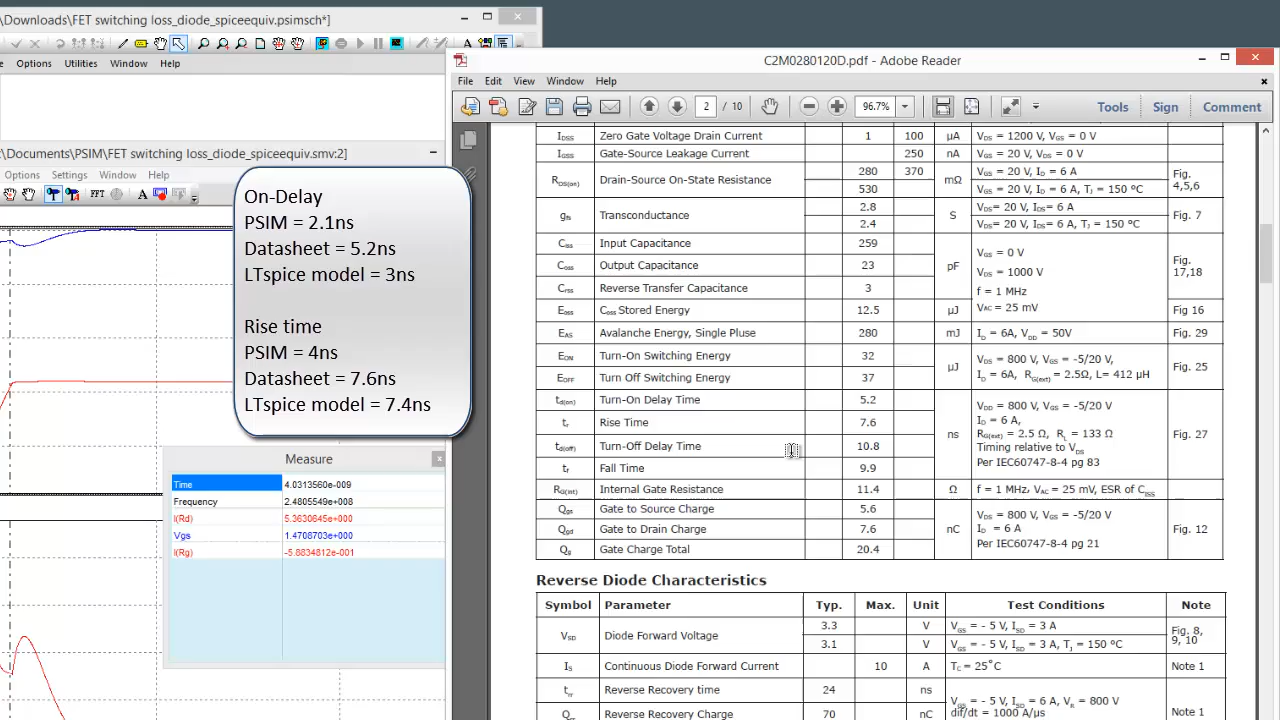 \Downloads\FET switching loss_diode_spiceequiv.psimsch*]
Options Utilities Window Help
\Documents\PSIM\FET switching loss_diode_spiceequiv.smv:2]
Options Settings Window Help
FFT
On-Delay
PSIM = 2.1ns
Datasheet = 5.2ns
LTspice model = 3ns
Rise time
PSIM = 4ns
Datasheet = 7.6ns
LTspice model = 7.4ns
Measure
Time 4.0313560e-009
Frequency 2.4805549e+008
I(Rd) 5.3630645e+000
Vgs 1.4708703e+000
I(Rg) -5.8834812e-001
C2M0280120D.pdf - Adobe Reader
File Edit View Window Help
2 / 10 96.7% Tools Sign Comment
IDSS Zero Gate Voltage Drain Current 1 100 μA VDS = 1200 V, VGS = 0 V
IGSS Gate-Source Leakage Current 250 nA VGS = 20 V, VDS = 0 V
RDS(on) Drain-Source On-State Resistance 280 370 mΩ VGS = 20 V, ID = 6 A Fig. 4,5,6
530 VGS = 20 V, ID = 6 A, TJ = 150 ºC
gfs Transconductance 2.8 S VDS= 20 V, IDS= 6 A Fig. 7
2.4 VDS= 20 V, IDS= 6 A, TJ = 150 ºC
Ciss Input Capacitance 259 pF VGS = 0 V Fig. 17,18
Coss Output Capacitance 23 VDS = 1000 V
Crss Reverse Transfer Capacitance 3 f = 1 MHz
Eoss Coss Stored Energy 12.5 μJ VAC = 25 mV Fig 16
EAS Avalanche Energy, Single Pluse 280 mJ ID = 6A, VDD = 50V Fig. 29
EON Turn-On Switching Energy 32 μJ VDS = 800 V, VGS = -5/20 V, Fig. 25
EOFF Turn Off Switching Energy 37 ID = 6A, RG(ext) = 2.5Ω, L= 412 μH
td(on) Turn-On Delay Time 5.2 ns VDD = 800 V, VGS = -5/20 V Fig. 27
tr Rise Time 7.6 ID = 6 A,
RG(ext) = 2.5 Ω, RL = 133 Ω
td(off) Turn-Off Delay Time 10.8 Timing relative to VDS
tf Fall Time 9.9 Per IEC60747-8-4 pg 83
RG(int) Internal Gate Resistance 11.4 Ω f = 1 MHz, VAC = 25 mV, ESR of CISS
Qgs Gate to Source Charge 5.6 nC VDS = 800 V, VGS = -5/20 V Fig. 12
Qgd Gate to Drain Charge 7.6 ID = 6 A
Qg Gate Charge Total 20.4 Per IEC60747-8-4 pg 21
Reverse Diode Characteristics
Symbol Parameter Typ. Max. Unit Test Conditions Note
VSD Diode Forward Voltage 3.3 V VGS = - 5 V, ISD = 3 A Fig. 8, 9, 10
3.1 V VGS = - 5 V, ISD = 3 A, TJ = 150 ºC
IS Continuous Diode Forward Current 10 A TC = 25˚C Note 1
trr Reverse Recovery time 24 ns VGS = - 5 V, ISD = 6 A, VR = 800 V
Qrr Reverse Recovery Charge 70 nC dif/dt = 1000 A/μs Note 1